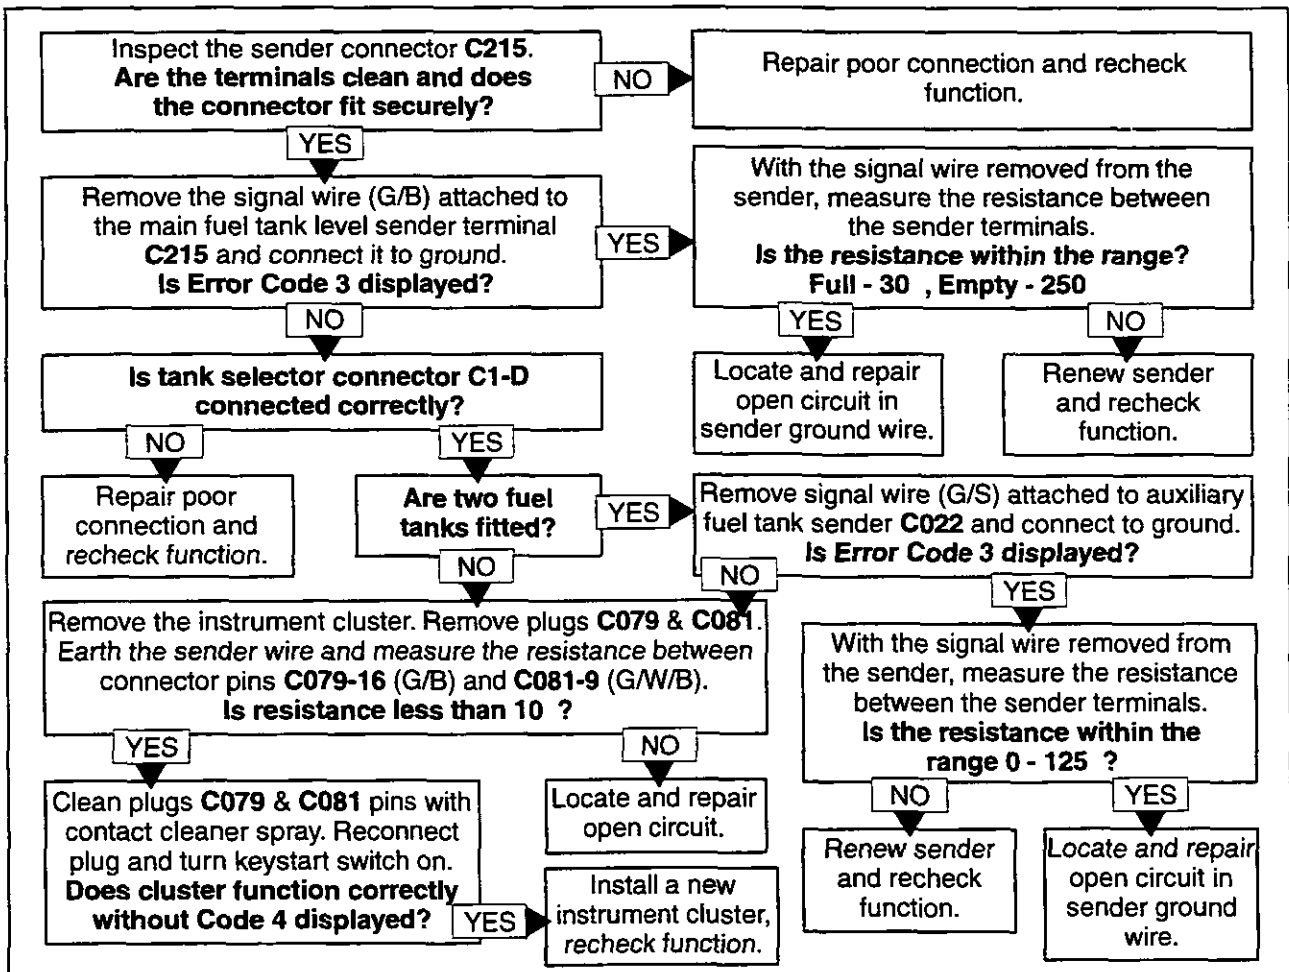 Inspect the sender connector C215.
Are the terminals clean and does
the connector fit securely?
NO
Repair poor connection and recheck
function.
YES
Remove the signal wire (G/B) attached to
the main fuel tank level sender terminal
C215 and connect it to ground.
Is Error Code 3 displayed?
YES
With the signal wire removed from the
sender, measure the resistance between
the sender terminals.
Is the resistance within the range?
Full - 30 , Empty - 250
NO
YES
NO
Is tank selector connector C1-D
connected correctly?
Locate and repair
open circuit in
sender ground wire.
Renew sender
and recheck
function.
NO
YES
Repair poor
connection and
recheck function.
Are two fuel
tanks fitted?
YES
Remove signal wire (G/S) attached to auxiliary
fuel tank sender C022 and connect to ground.
Is Error Code 3 displayed?
NO
NO
YES
Remove the instrument cluster. Remove plugs C079 & C081.
Earth the sender wire and measure the resistance between
connector pins C079-16 (G/B) and C081-9 (G/W/B).
Is resistance less than 10 ?
With the signal wire removed from
the sender, measure the resistance
between the sender terminals.
Is the resistance within the
range 0 - 125 ?
YES
NO
NO
YES
Clean plugs C079 & C081 pins with
contact cleaner spray. Reconnect
plug and turn keystart switch on.
Does cluster function correctly
without Code 4 displayed?
Locate and repair
open circuit.
YES
Install a new
instrument cluster,
recheck function.
Renew sender
and recheck
function.
Locate and repair
open circuit in
sender ground
wire.